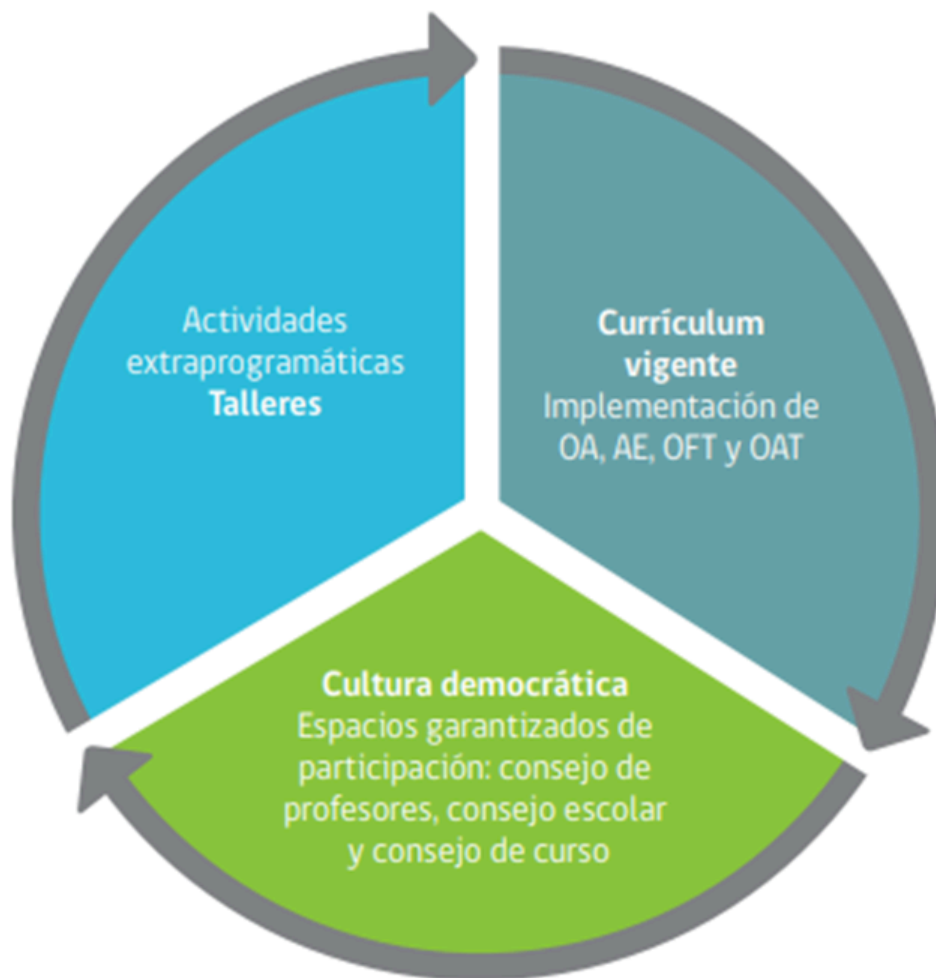 Actividades
extraprogramáticas
Talleres
Currículum
vigente
Implementación de
OA, AE, OFT y OAT
Cultura democrática
Espacios garantizados de
participación: consejo de
profesores, consejo escolar
y consejo de curso